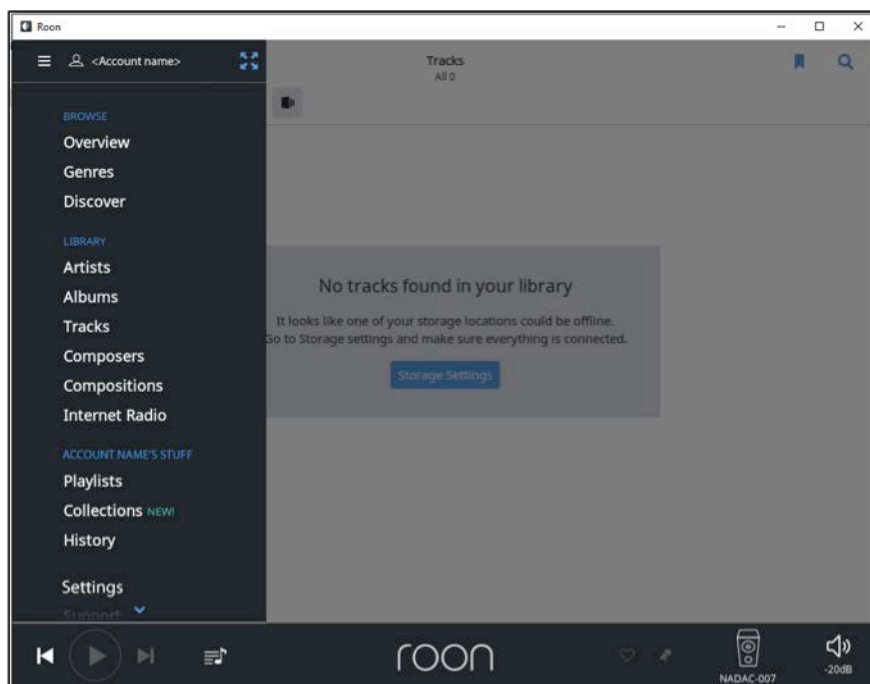 Roon
<Account name>
Tracks
All 0
BROWSE
Overview
Genres
Discover
LIBRARY
Artists
Albums
Tracks
Composers
Compositions
Internet Radio
ACCOUNT NAME'S STUFF
Playlists
Collections NEW!
History
Settings
Support
No tracks found in your library
It looks like one of your storage locations could be offline.
Go to Storage settings and make sure everything is connected.
Storage Settings
roon
NADAC-007
-20dB